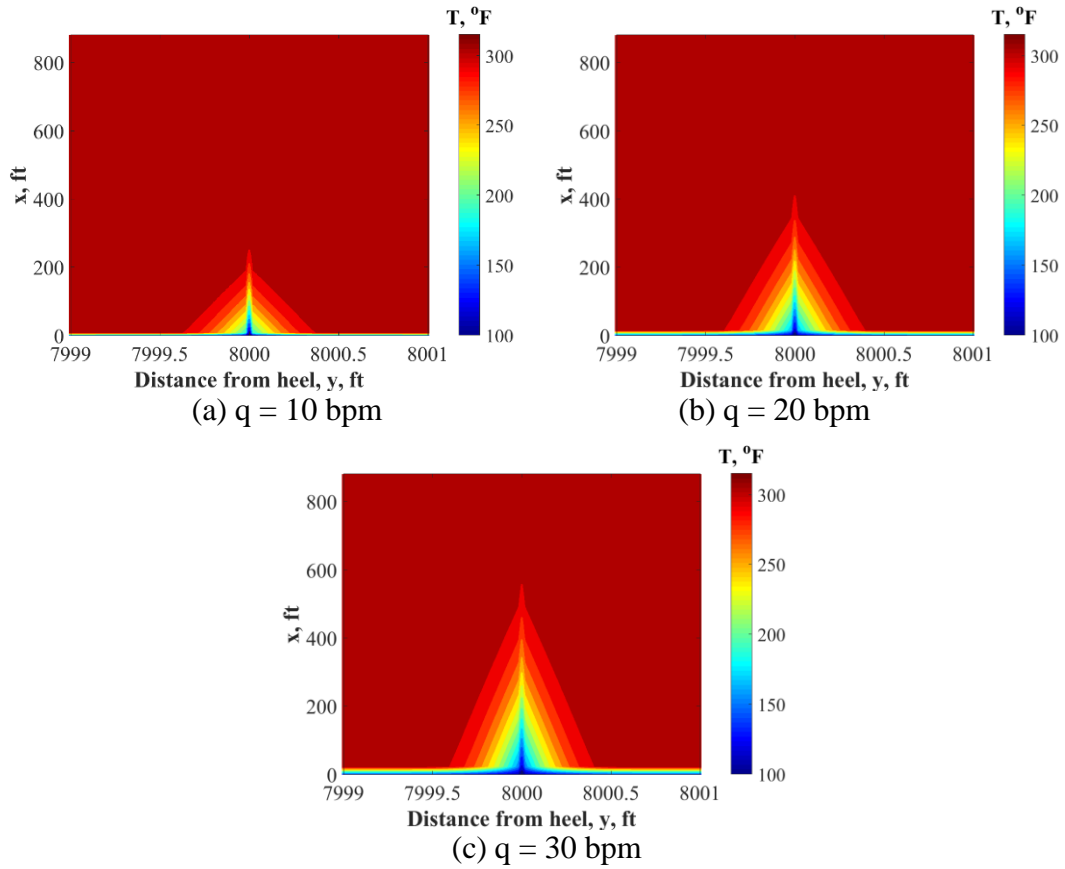 T, °F
800
600
400
200
0
300
250
200
150
100
x, ft
7999 7999.5 8000 8000.5 8001
Distance from heel, y, ft
(a) q = 10 bpm
T, °F
800
600
400
200
0
300
250
200
150
100
x, ft
7999 7999.5 8000 8000.5 8001
Distance from heel, y, ft
(b) q = 20 bpm
T, °F
800
600
400
200
0
300
250
200
150
100
x, ft
7999 7999.5 8000 8000.5 8001
Distance from heel, y, ft
(c) q = 30 bpm